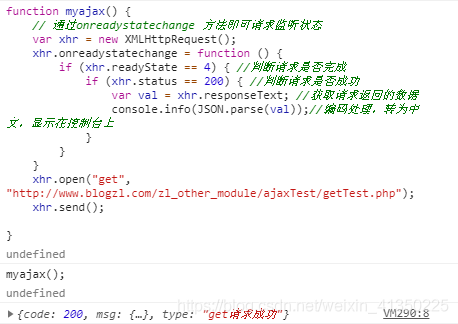 function myajax() {
// 通过onreadystatechange 方法即可请求监听状态
var xhr = new XMLHttpRequest();
xhr.onreadystatechange = function () {
if (xhr.readyState == 4) { //判断请求是否完成
if (xhr.status == 200) { //判断请求是否成功
var val = xhr.responseText; //获取请求返回的数据
console.info(JSON.parse(val));//编码处理，转为中
文，显示在控制台上
}
}
}
xhr.open("get",
"http://www.blogzl.com/zl_other_module/ajaxTest/getTest.php");
xhr.send();
}
undefined
myajax();
undefined
{code: 200, msg: {…}, type: "get请求成功"}
VM290:8
https://blog.csdn.net/weixin_41350225